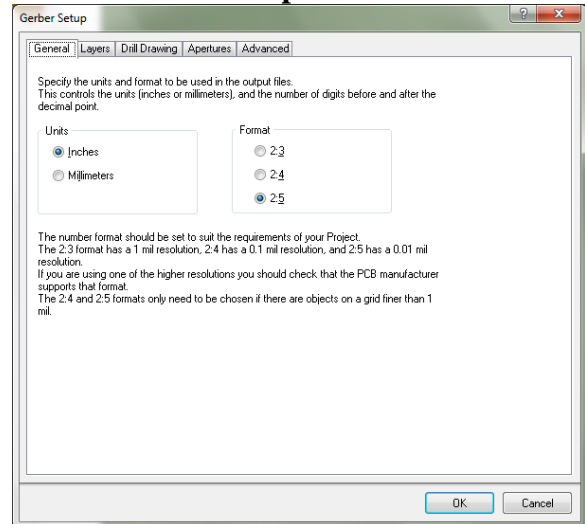 Gerber Setup
General Layers Drill Drawing Apertures Advanced
Specify the units and format to be used in the output files.
This controls the units (inches or millimeters), and the number of digits before and after the
decimal point.
Units
Inches
Millimeters
Format
2:3
2:4
2:5
The number format should be set to suit the requirements of your Project.
The 2:3 format has a 1 mil resolution, 2:4 has a 0.1 mil resolution, and 2:5 has a 0.01 mil
resolution.
If you are using one of the higher resolutions you should check that the PCB manufacturer
supports that format.
The 2:4 and 2:5 formats only need to be chosen if there are objects on a grid finer than 1
mil.
OK Cancel